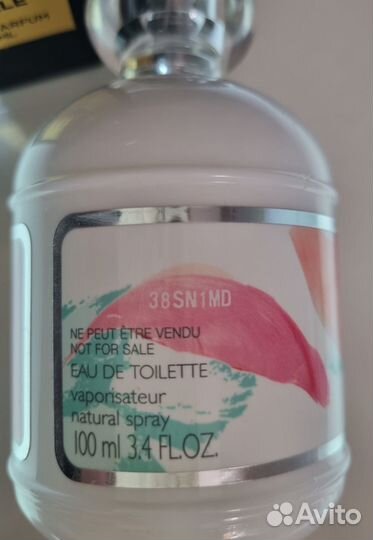 38SN1MD
NE PEUT ÊTRE VENDU
NOT FOR SALE
EAU DE TOILETTE
vaporisateur
natural spray
100 ml 3.4 FL.OZ.
Avito